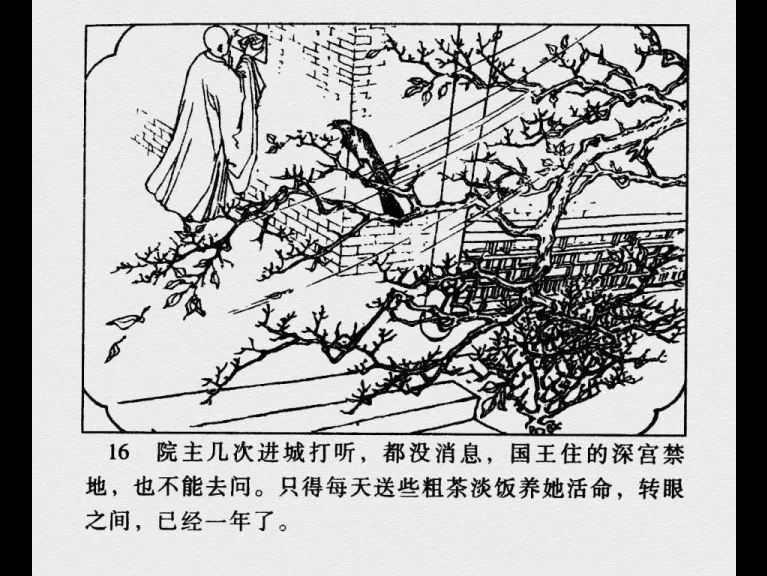 16 院主几次进城打听，都没消息，国王住的深宫禁
地，也不能去问。只得每天送些粗茶淡饭养她活命，转眼
之间，已经一年了。